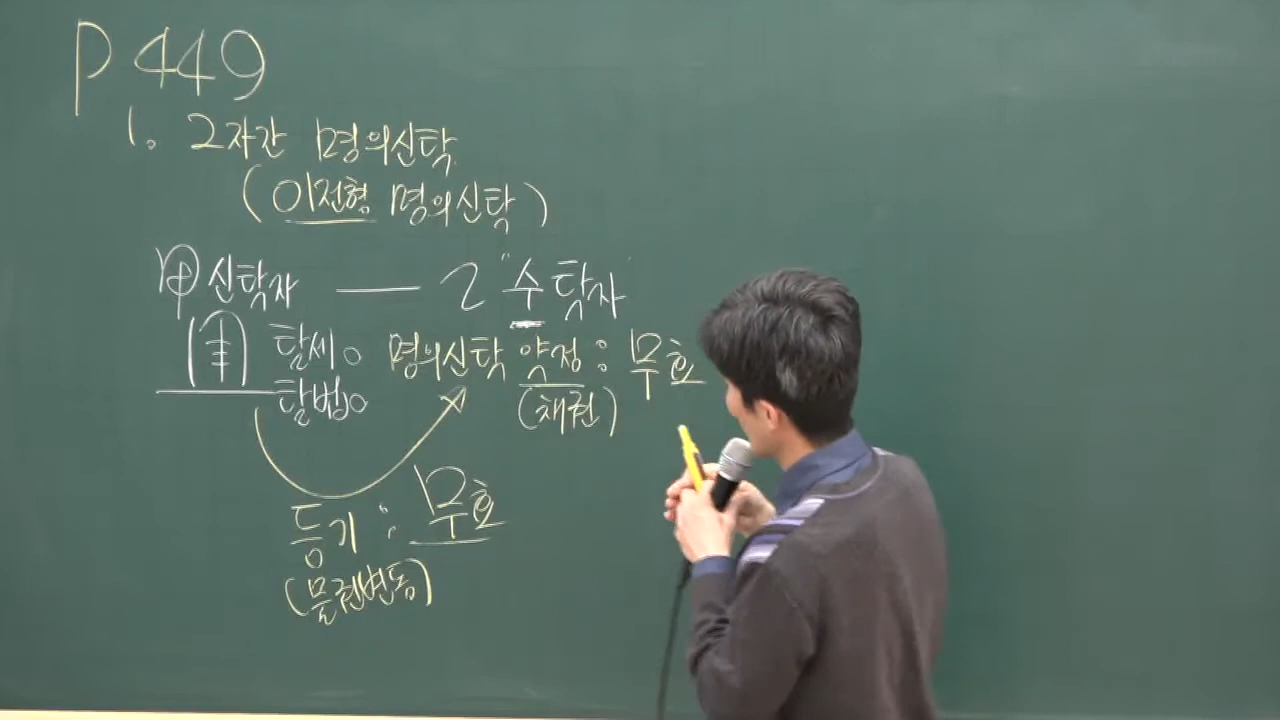 P 449
1. 2자간 명의신탁
(이전형 명의신탁)
甲 신탁자 — 乙 "수탁자"
탈세。 명의신탁 약정 : 무효
탈법。 (채권)
등기 : 무효
(물권변동)